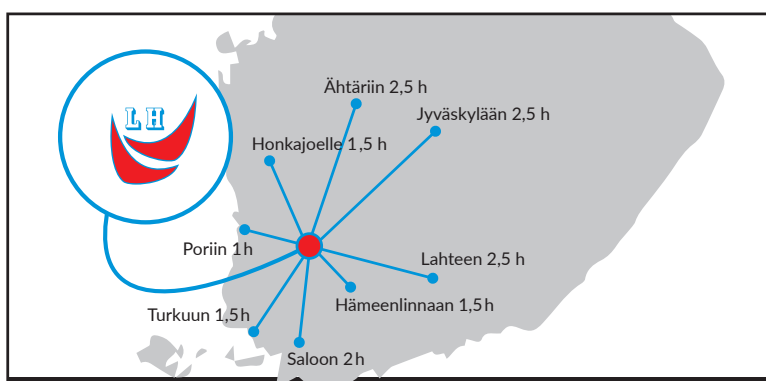 Ähtäriin 2,5 h
Jyväskylään 2,5 h
LH
Honkajoelle 1,5 h
Poriin 1 h
Lahteen 2,5 h
Hämeenlinnaan 1,5 h
Turkuun 1,5 h
Saloon 2 h